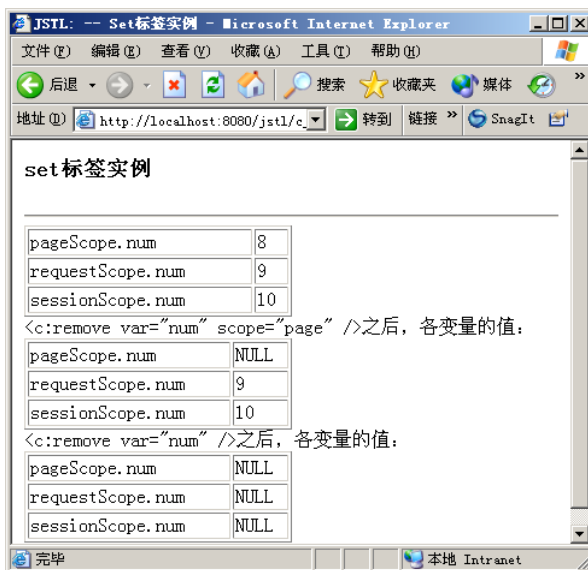 JSTL: -- Set标签实例 - Microsoft Internet Explorer
文件(F) 编辑(E) 查看(V) 收藏(A) 工具(T) 帮助(H)
后退 搜索 收藏夹 媒体 »
地址(D) http://localhost:8080/jstl/c_ 转到 链接 » SnagIt
set标签实例
pageScope.num 8
requestScope.num 9
sessionScope.num 10
<c:remove var="num" scope="page" />之后，各变量的值：
pageScope.num NULL
requestScope.num 9
sessionScope.num 10
<c:remove var="num" />之后，各变量的值：
pageScope.num NULL
requestScope.num NULL
sessionScope.num NULL
完毕 本地 Intranet